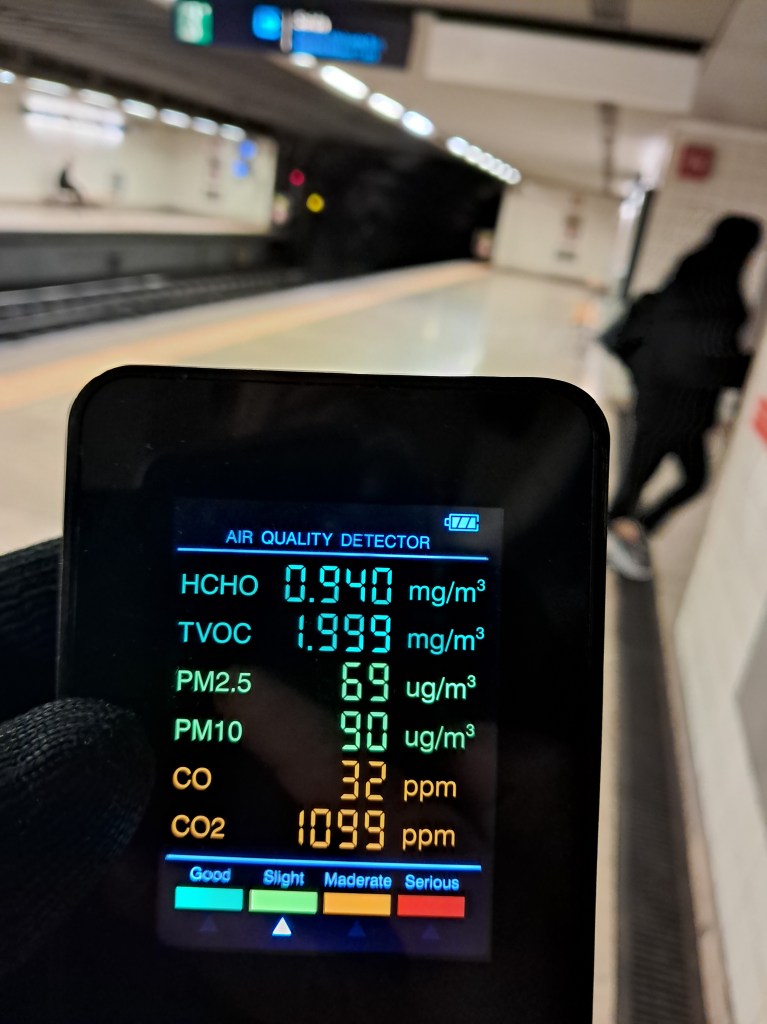 AIR QUALITY DETECTOR
HCHO 0.940 mg/m³
TVOC 1.999 mg/m³
PM2.5 69 ug/m³
PM10 90 ug/m³
CO 32 ppm
CO2 1099 ppm
Good Slight Maderate Serious